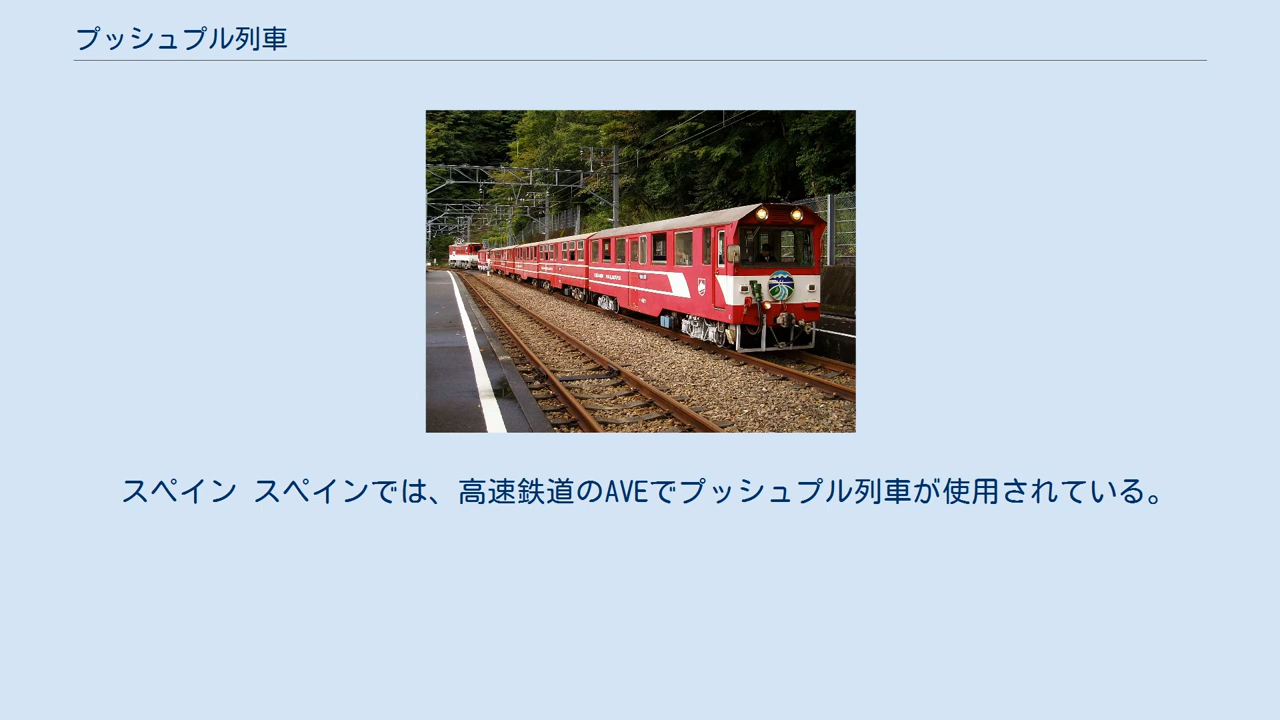 プッシュプル列車
スペイン スペインでは、高速鉄道のAVEでプッシュプル列車が使用されている。